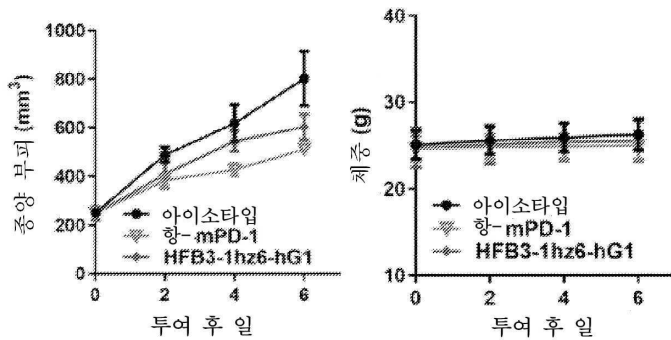 종양 부피 (mm³)
1000
800
600
400
200
0
아이소타입
항-mPD-1
HFB3-1hz6-hG1
0 2 4 6
투여 후 일
체중 (g)
40
30
20
10
아이소타입
항-mPD-1
HFB3-1hz6-hG1
0 2 4 6
투여 후 일